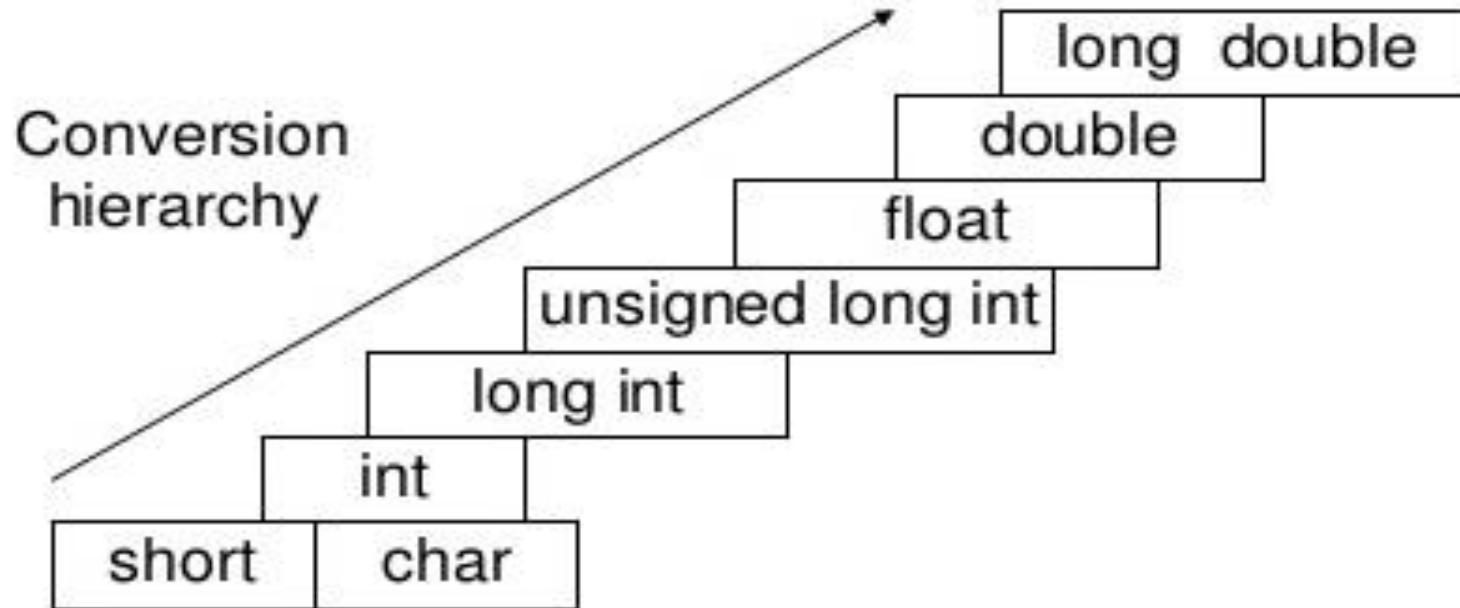 long double
Conversion
hierarchy
double
float
unsigned long int
long int
int
short char